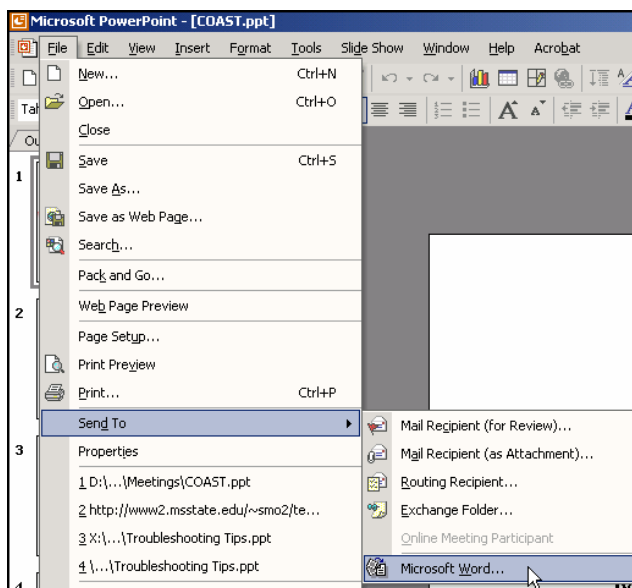 Microsoft PowerPoint - [COAST.ppt]
File Edit View Insert Format Tools Slide Show Window Help Acrobat
New... Ctrl+N
Open... Ctrl+O
Close
Save Ctrl+S
Save As...
Save as Web Page...
Search...
Pack and Go...
Web Page Preview
Page Setup...
Print Preview
Print... Ctrl+P
Send To
Properties
1 D:\...\Meetings\COAST.ppt
2 http://www2.msstate.edu/~smo2/te...
3 X:\...\Troubleshooting Tips.ppt
4 \...\Troubleshooting Tips.ppt
Mail Recipient (for Review)...
Mail Recipient (as Attachment)...
Routing Recipient...
Exchange Folder...
Online Meeting Participant
Microsoft Word...
1
2
3